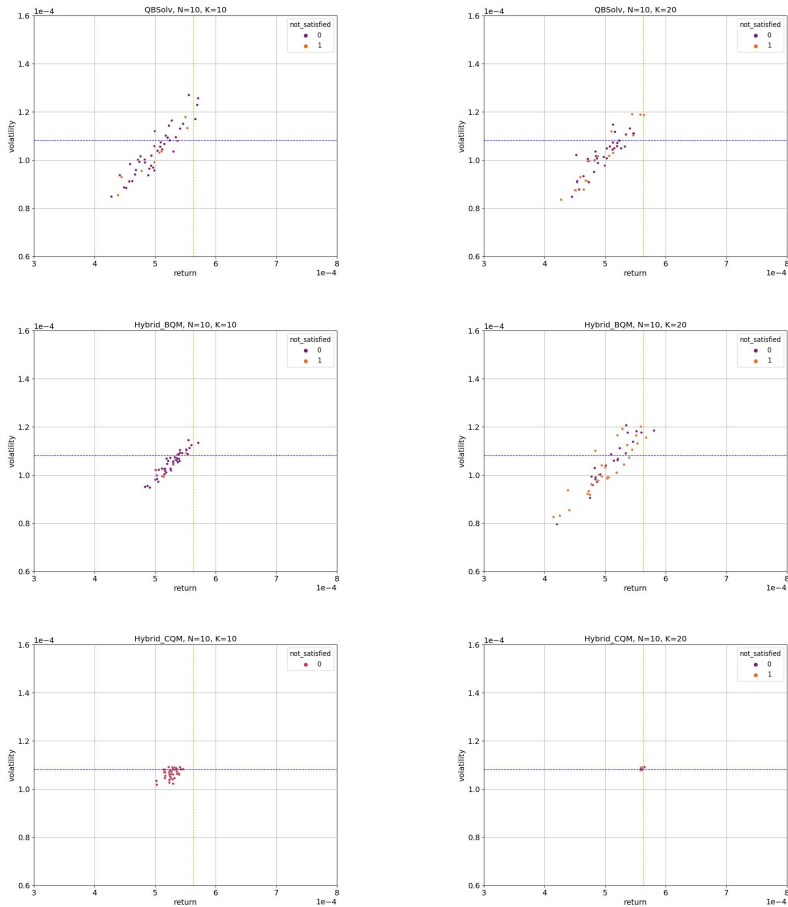 QBSolv, N=10, K=10
1e−4
1.6
1.4
1.2
1.0
0.8
0.6
volatility
not_satisfied
0
1
3 4 5 6 7 8
return
1e−4
QBSolv, N=10, K=20
1e−4
1.6
1.4
1.2
1.0
0.8
0.6
volatility
not_satisfied
0
1
3 4 5 6 7 8
return
1e−4
Hybrid_BQM, N=10, K=10
1e−4
1.6
1.4
1.2
1.0
0.8
0.6
volatility
not_satisfied
0
1
3 4 5 6 7 8
return
1e−4
Hybrid_BQM, N=10, K=20
1e−4
1.6
1.4
1.2
1.0
0.8
0.6
volatility
not_satisfied
0
1
3 4 5 6 7 8
return
1e−4
Hybrid_CQM, N=10, K=10
1e−4
1.6
1.4
1.2
1.0
0.8
0.6
volatility
not_satisfied
0
3 4 5 6 7 8
return
1e−4
Hybrid_CQM, N=10, K=20
1e−4
1.6
1.4
1.2
1.0
0.8
0.6
volatility
not_satisfied
0
1
3 4 5 6 7 8
return
1e−4